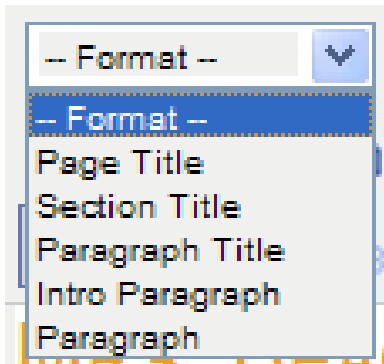 -- Format --
-- Format --
Page Title
Section Title
Paragraph Title
Intro Paragraph
Paragraph